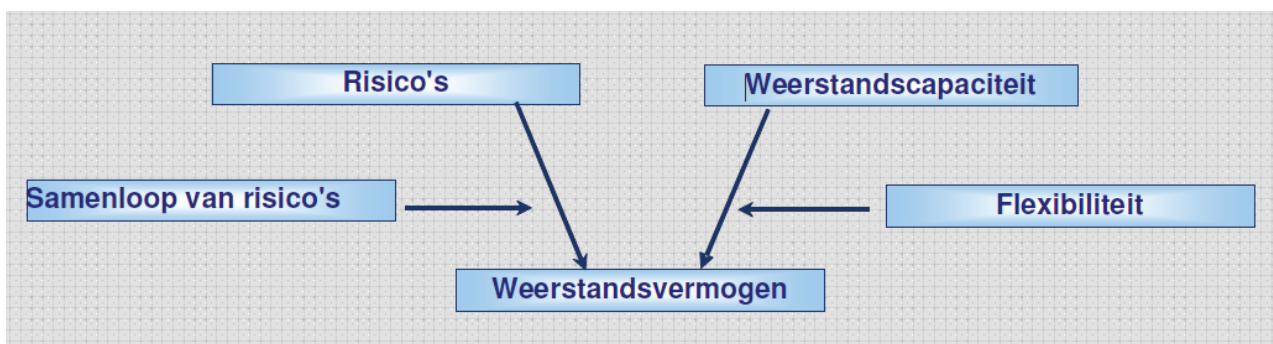 Risico's
Weerstandscapaciteit
Samenloop van risico's
Flexibiliteit
Weerstandsvermogen